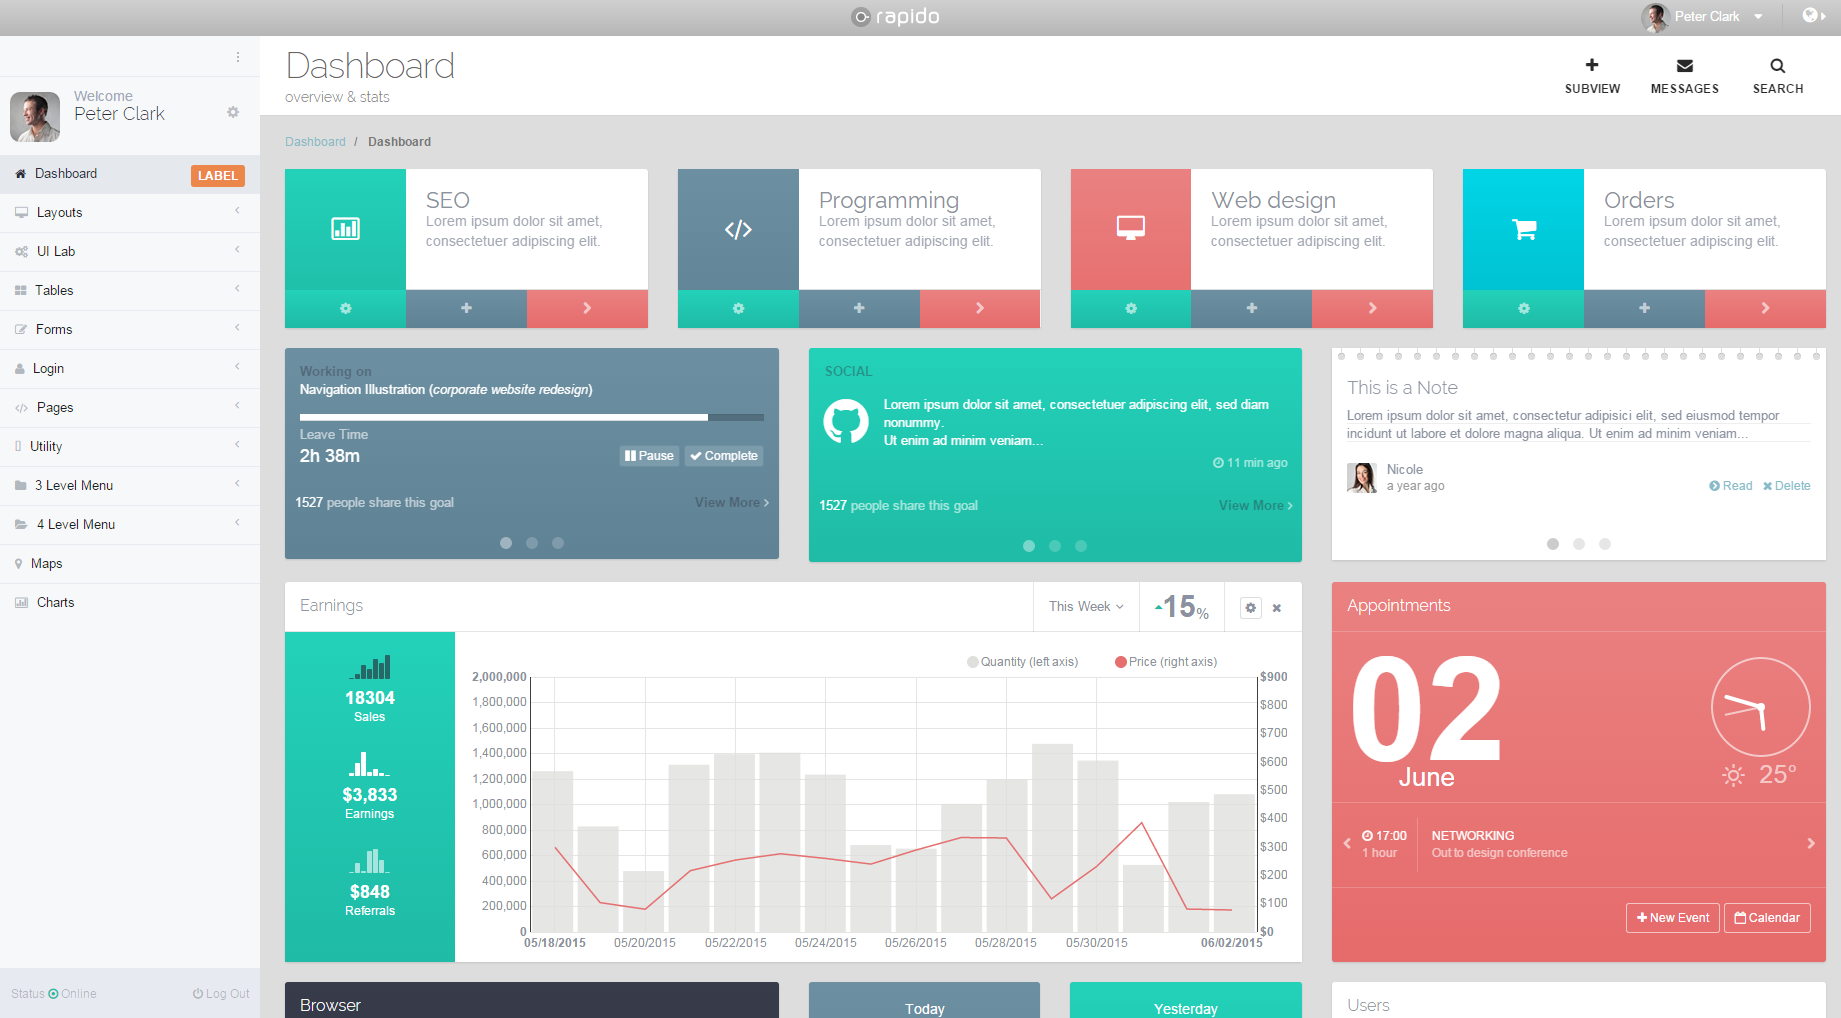 rapido
Peter Clark
Welcome
Peter Clark
Dashboard LABEL
Layouts
UI Lab
Tables
Forms
Login
Pages
Utility
3 Level Menu
4 Level Menu
Maps
Charts
Status Online Log Out
Dashboard
overview & stats
SUBVIEW MESSAGES SEARCH
Dashboard / Dashboard
SEO
Lorem ipsum dolor sit amet,
consectetuer adipiscing elit.
Programming
Lorem ipsum dolor sit amet,
consectetuer adipiscing elit.
Web design
Lorem ipsum dolor sit amet,
consectetuer adipiscing elit.
Orders
Lorem ipsum dolor sit amet,
consectetuer adipiscing elit.
Working on
Navigation Illustration (corporate website redesign)
Leave Time
2h 38m
Pause Complete
1527 people share this goal View More
SOCIAL
Lorem ipsum dolor sit amet, consectetuer adipiscing elit, sed diam
nonummy.
Ut enim ad minim veniam...
11 min ago
1527 people share this goal View More
This is a Note
Lorem ipsum dolor sit amet, consectetur adipisici elit, sed eiusmod tempor
incidunt ut labore et dolore magna aliqua. Ut enim ad minim veniam...
Nicole
a year ago
Read Delete
Earnings This Week 15%
18304
Sales
$3,833
Earnings
$848
Referrals
Quantity (left axis) Price (right axis)
2,000,000
1,800,000
1,600,000
1,400,000
1,200,000
1,000,000
800,000
600,000
400,000
200,000
0
$900
$800
$700
$600
$500
$400
$300
$200
$100
$0
05/18/2015 05/20/2015 05/22/2015 05/24/2015 05/26/2015 05/28/2015 05/30/2015 06/02/2015
Appointments
02
June
25°
17:00 NETWORKING
1 hour Out to design conference
New Event Calendar
Browser
Today
Yesterday
Users